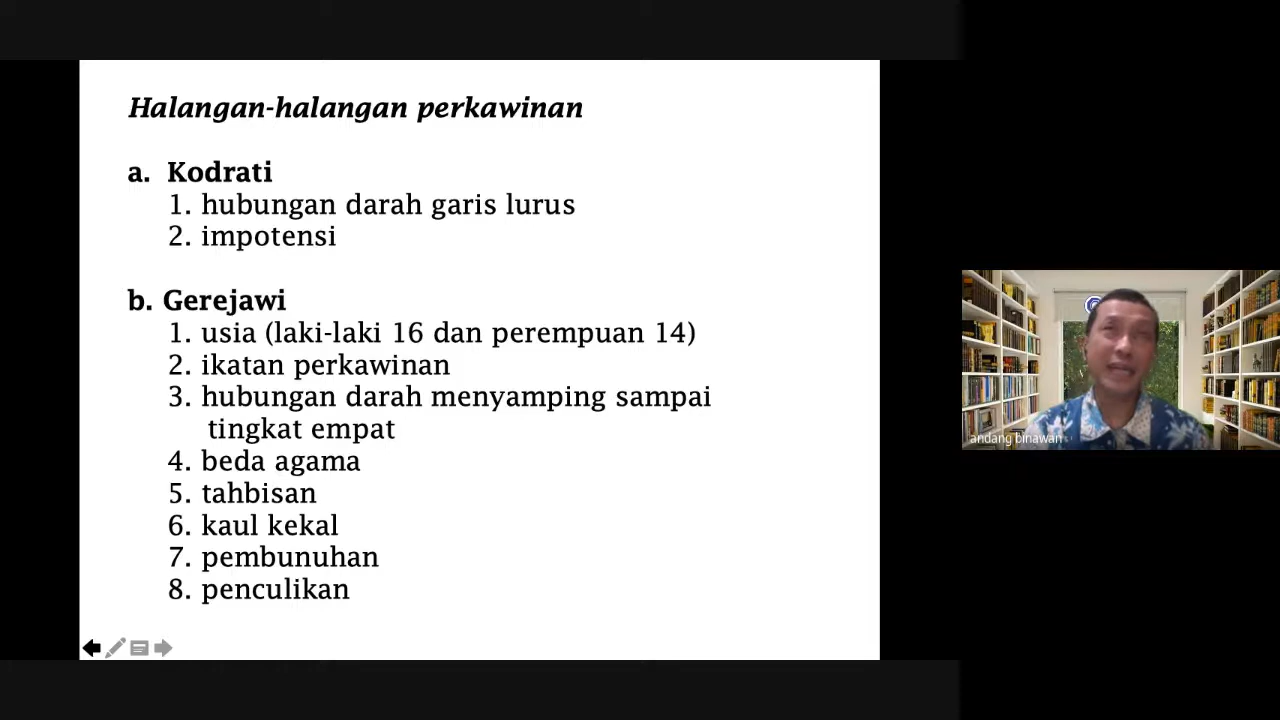 Halangan-halangan perkawinan
a. Kodrati
1. hubungan darah garis lurus
2. impotensi
b. Gerejawi
1. usia (laki-laki 16 dan perempuan 14)
2. ikatan perkawinan
3. hubungan darah menyamping sampai
tingkat empat
4. beda agama
5. tahbisan
6. kaul kekal
7. pembunuhan
8. penculikan
andang binawan